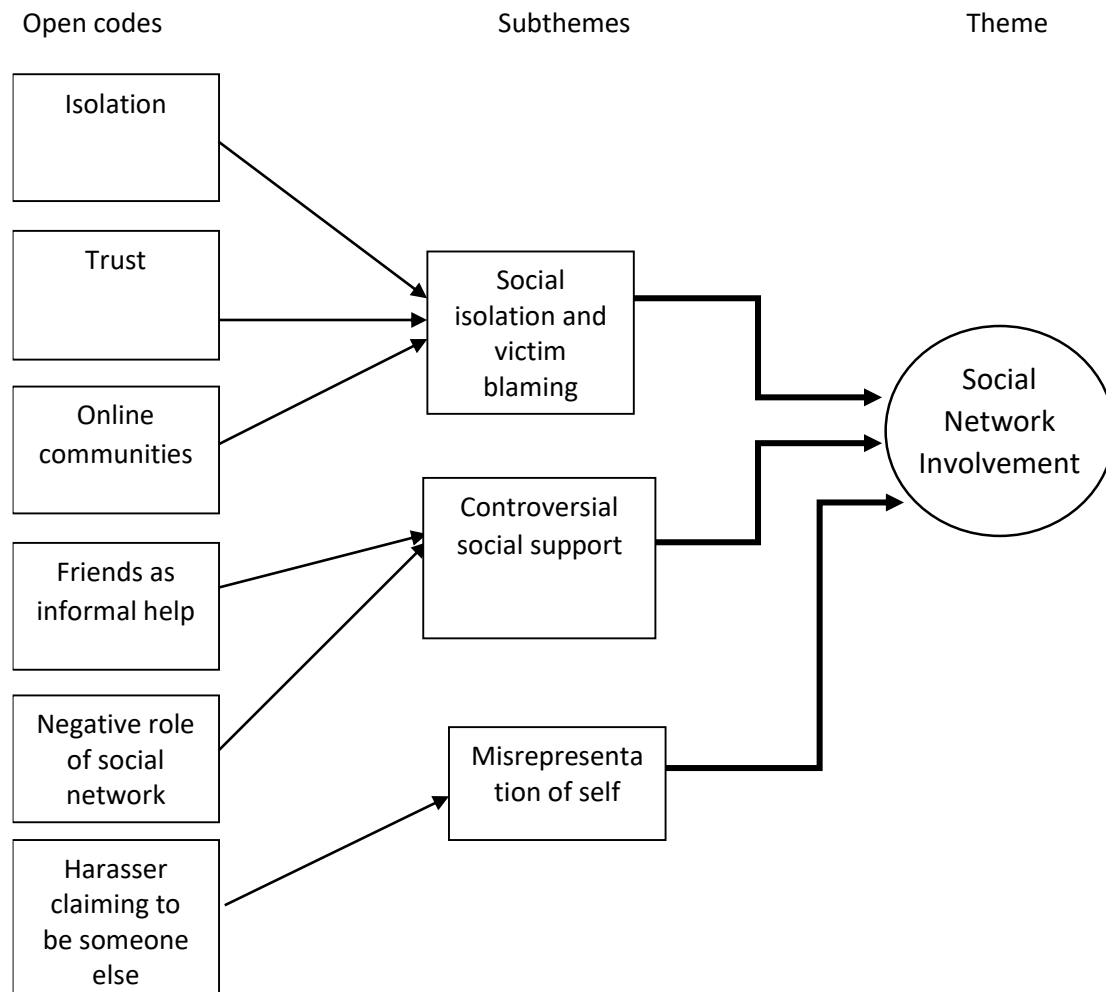 Open codes
Subthemes
Theme
Isolation
Trust
Online
communities
Friends as
informal help
Negative role
of social
network
Harasser
claiming to
be someone
else
Social
isolation and
victim
blaming
Controversial
social support
Misrepresenta
tion of self
Social
Network
Involvement